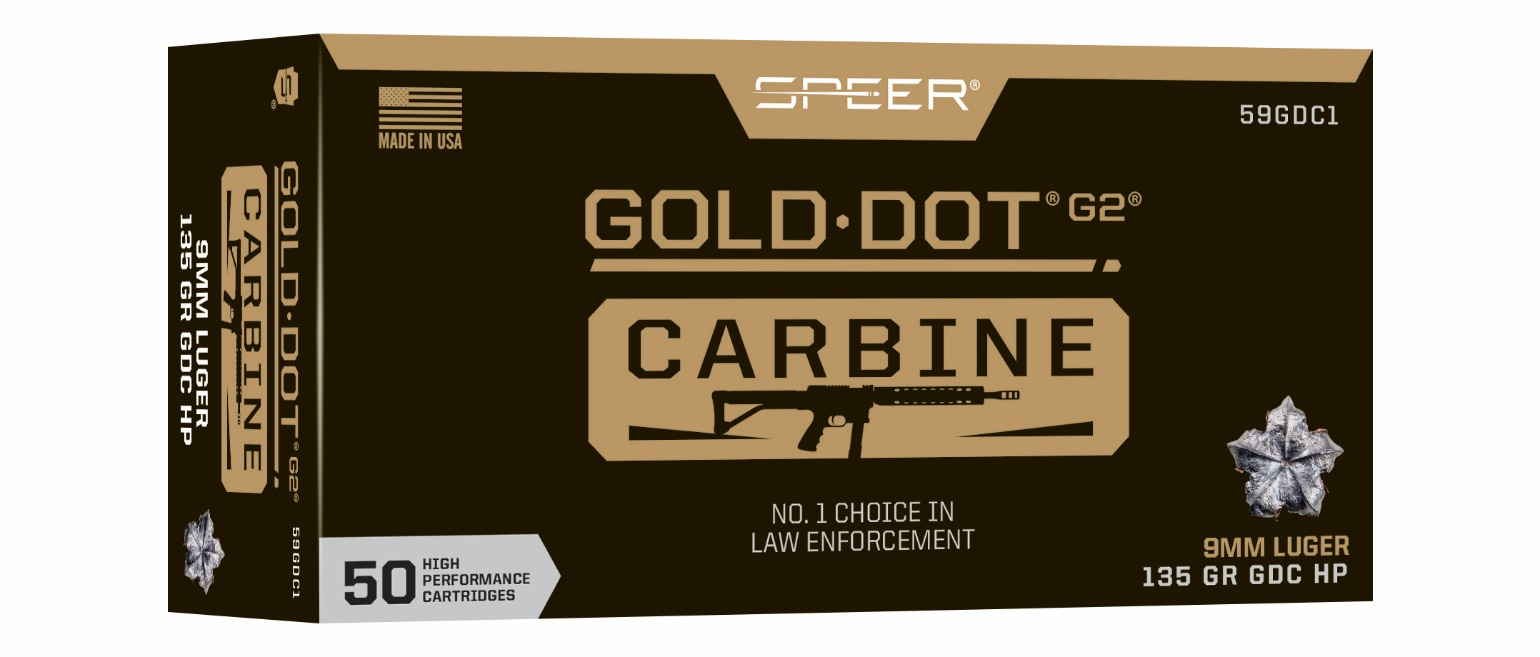 SPEER®
59GDC1
MADE IN USA
GOLD·DOT® G2®
CARBINE
NO. 1 CHOICE IN
LAW ENFORCEMENT
50 HIGH
PERFORMANCE
CARTRIDGES
9MM LUGER
135 GR GDC HP
GOLD·DOT® G2®
CARBINE
9MM LUGER
135 GR GDC HP
59GDC1